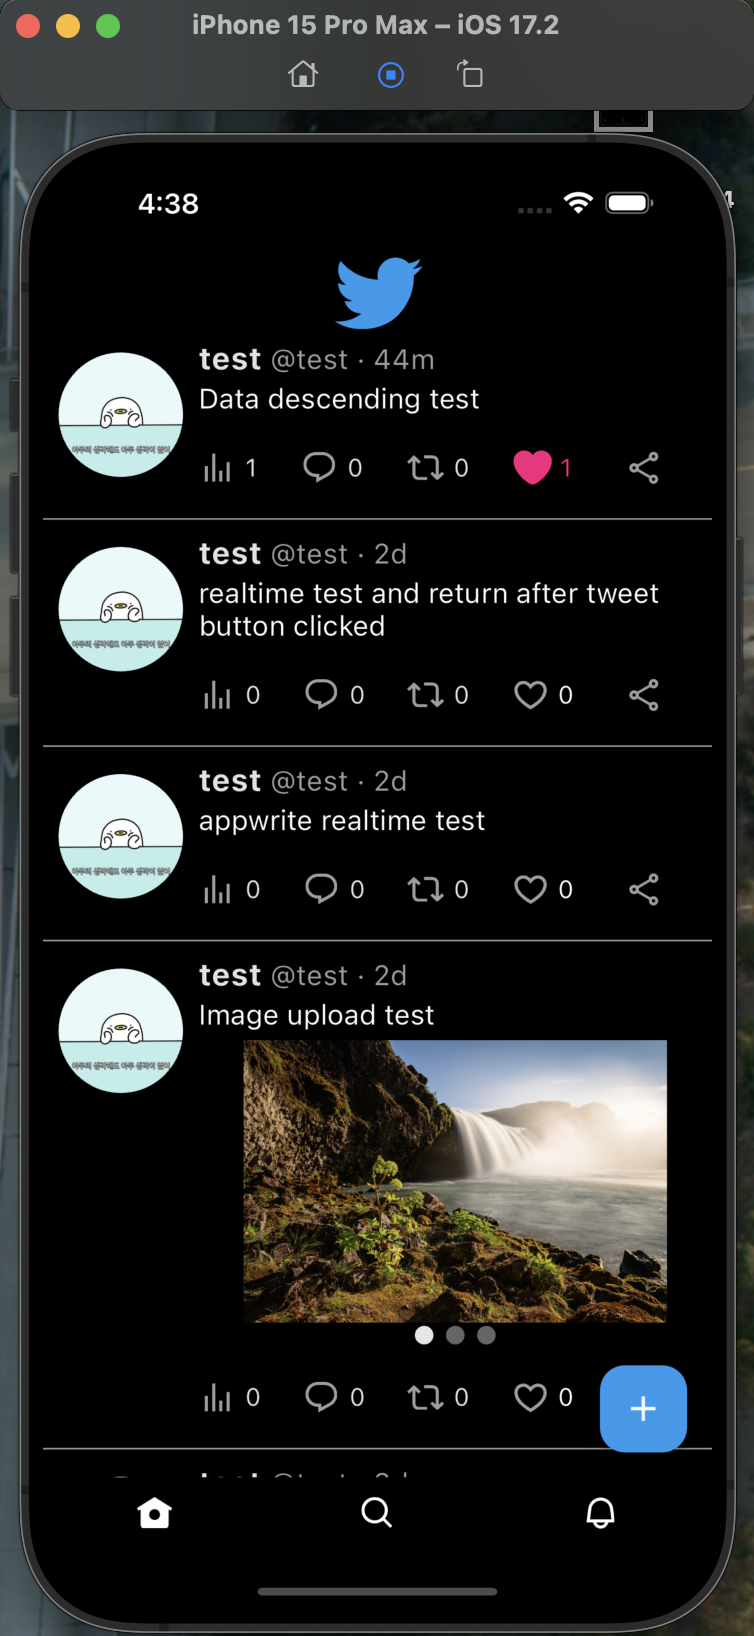 iPhone 15 Pro Max – iOS 17.2
4:38
4
test @test · 44m
Data descending test
1 0 0 1
test @test · 2d
realtime test and return after tweet
button clicked
0 0 0 0
test @test · 2d
appwrite realtime test
0 0 0 0
test @test · 2d
Image upload test
0 0 0 0